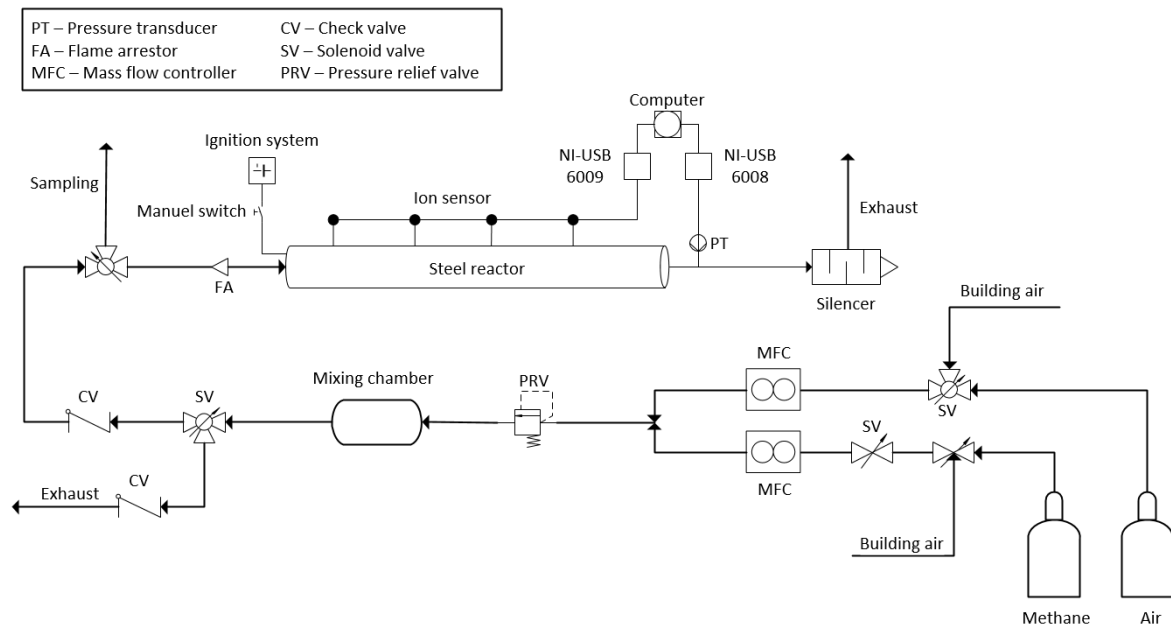 PT – Pressure transducer
CV – Check valve
FA – Flame arrestor
SV – Solenoid valve
MFC – Mass flow controller
PRV – Pressure relief valve
Computer
Ignition system
NI-USB
6009
NI-USB
6008
Sampling
Manuel switch
Ion sensor
Exhaust
PT
Steel reactor
FA
Silencer
Building air
MFC
Mixing chamber
PRV
CV
SV
SV
SV
MFC
Exhaust
CV
Building air
Methane
Air